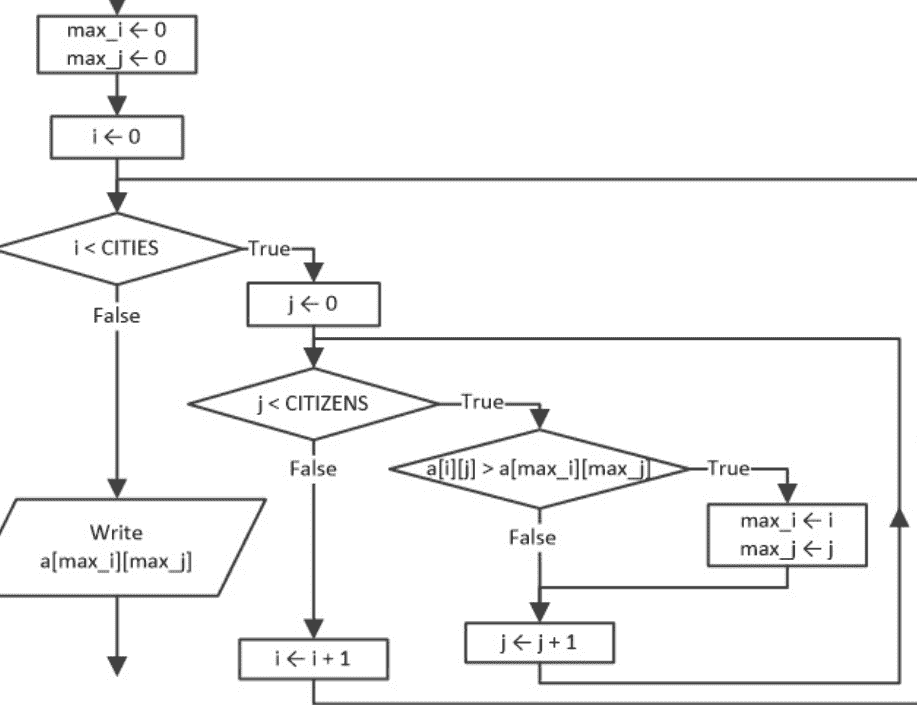 max_i ← 0
max_j ← 0
i ← 0
i < CITIES
True
False
j ← 0
j < CITIZENS
True
False
a[i][j] > a[max_i][max_j]
True
False
max_i ← i
max_j ← j
j ← j + 1
i ← i + 1
Write
a[max_i][max_j]